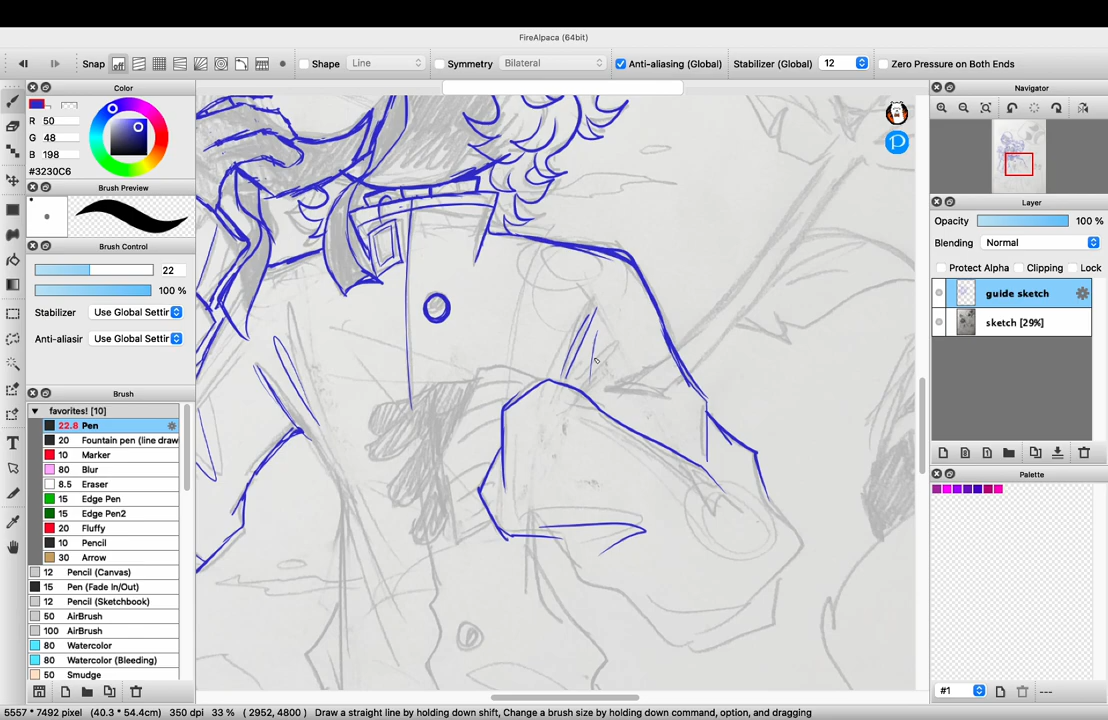 FireAlpaca (64bit)
Snap off Shape Line Symmetry Bilateral Anti-aliasing (Global) Stabilizer (Global) 12 Zero Pressure on Both Ends
Color
R 50
G 48
B 198
#3230C6
Brush Preview
Brush Control
22
100 %
Stabilizer Use Global Settir
Anti-aliasir Use Global Settir
Brush
favorites! [10]
22.8 Pen
20 Fountain pen (line draw
10 Marker
80 Blur
8.5 Eraser
15 Edge Pen
15 Edge Pen2
20 Fluffy
10 Pencil
30 Arrow
12 Pencil (Canvas)
15 Pen (Fade In/Out)
12 Pencil (Sketchbook)
50 AirBrush
100 AirBrush
80 Watercolor
80 Watercolor (Bleeding)
50 Smudge
Navigator
Layer
Opacity 100 %
Blending Normal
Protect Alpha Clipping Lock
guide sketch
sketch [29%]
Palette
#1 ---
5557 * 7492 pixel (40.3 * 54.4cm) 350 dpi 33 % ( 2952, 4800 ) Draw a straight line by holding down shift, Change a brush size by holding down command, option, and dragging